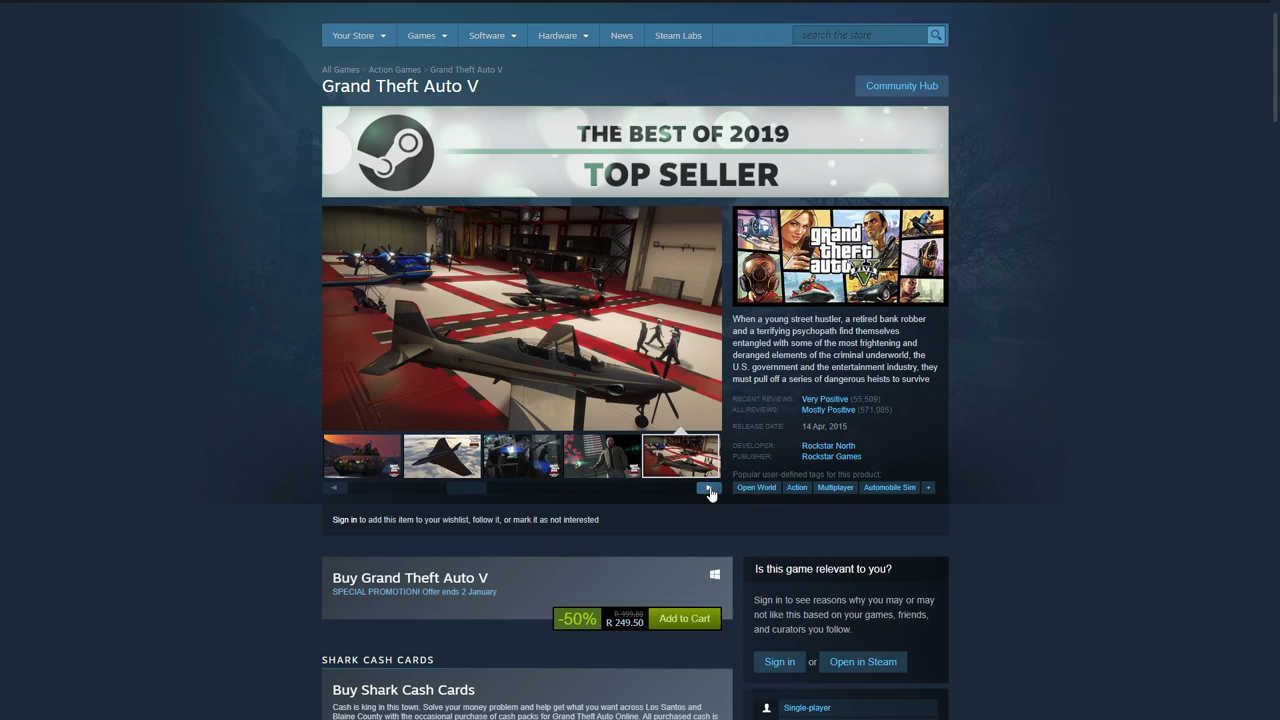 Your Store
Games
Software
Hardware
News
Steam Labs
search the store
All Games > Action Games > Grand Theft Auto V
Grand Theft Auto V
Community Hub
THE BEST OF 2019
TOP SELLER
grand
theft
auto V
When a young street hustler, a retired bank robber
and a terrifying psychopath find themselves
entangled with some of the most frightening and
deranged elements of the criminal underworld, the
U.S. government and the entertainment industry, they
must pull off a series of dangerous heists to survive
RECENT REVIEWS: Very Positive (55,509)
ALL REVIEWS: Mostly Positive (571,085)
RELEASE DATE: 14 Apr, 2015
DEVELOPER: Rockstar North
PUBLISHER: Rockstar Games
Popular user-defined tags for this product:
Open World Action Multiplayer Automobile Sim +
Sign in to add this item to your wishlist, follow it, or mark it as not interested
Buy Grand Theft Auto V
SPECIAL PROMOTION! Offer ends 2 January
-50% R 499.00 R 249.50 Add to Cart
Is this game relevant to you?
Sign in to see reasons why you may or may
not like this based on your games, friends,
and curators you follow.
Sign in or Open in Steam
SHARK CASH CARDS
Buy Shark Cash Cards
Cash is king in this town. Solve your money problem and help get what you want across Los Santos and
Blaine County with the occasional purchase of cash packs for Grand Theft Auto Online. All purchased cash is
Single-player